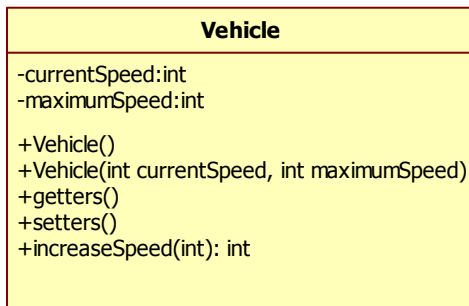 Vehicle
-currentSpeed:int
-maximumSpeed:int
+Vehicle()
+Vehicle(int currentSpeed, int maximumSpeed)
+getters()
+setters()
+increaseSpeed(int): int